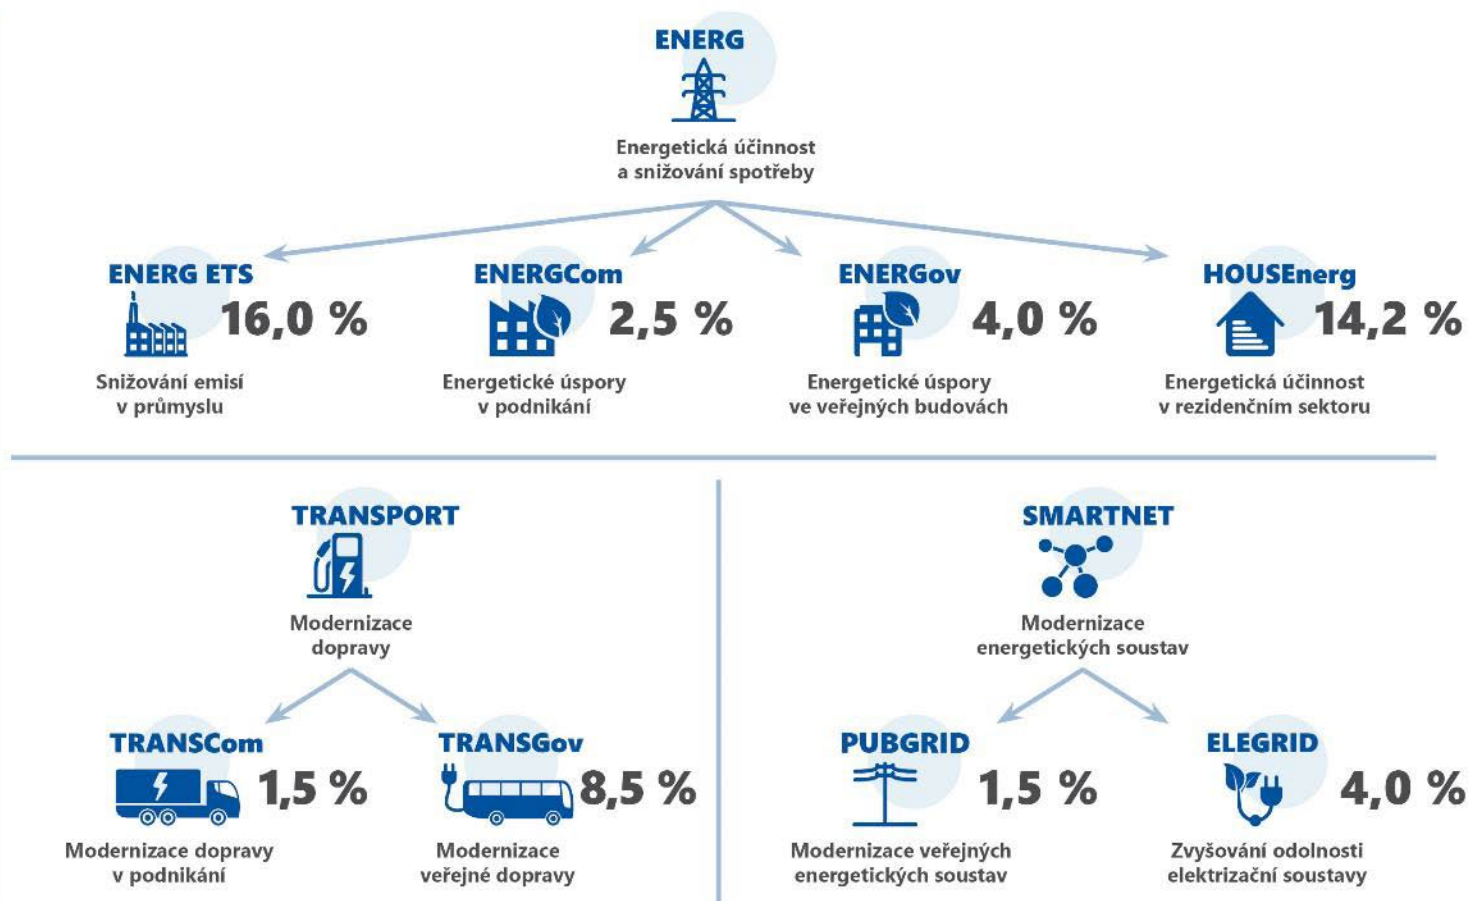 ENERG
Energetická účinnost
a snižování spotřeby
ENERG ETS
16,0 %
Snižování emisí
v průmyslu
ENERGCom
2,5 %
Energetické úspory
v podnikání
ENERGov
4,0 %
Energetické úspory
ve veřejných budovách
HOUSEnerg
14,2 %
Energetická účinnost
v rezidenčním sektoru
TRANSPORT
Modernizace
dopravy
TRANSCom
1,5 %
Modernizace dopravy
v podnikání
TRANSGov
8,5 %
Modernizace
veřejné dopravy
SMARTNET
Modernizace
energetických soustav
PUBGRID
1,5 %
Modernizace veřejných
energetických soustav
ELEGRID
4,0 %
Zvyšování odolnosti
elektrizační soustavy